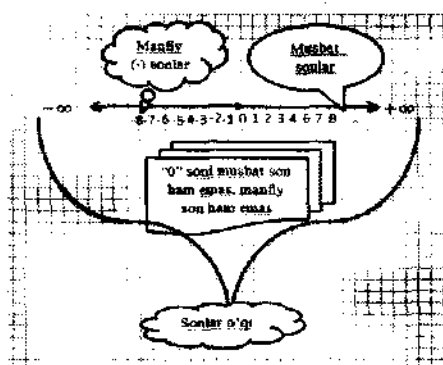 Manfiy
(-) sonlar
Musbat
sonlar
- ∞
+ ∞
-8-7-6-5-4-3-2-1 0 1 2 3 4 5 6 7 8
"0" soni musbat son
ham emas, manfiy
son ham emas
Sonlar o'qi